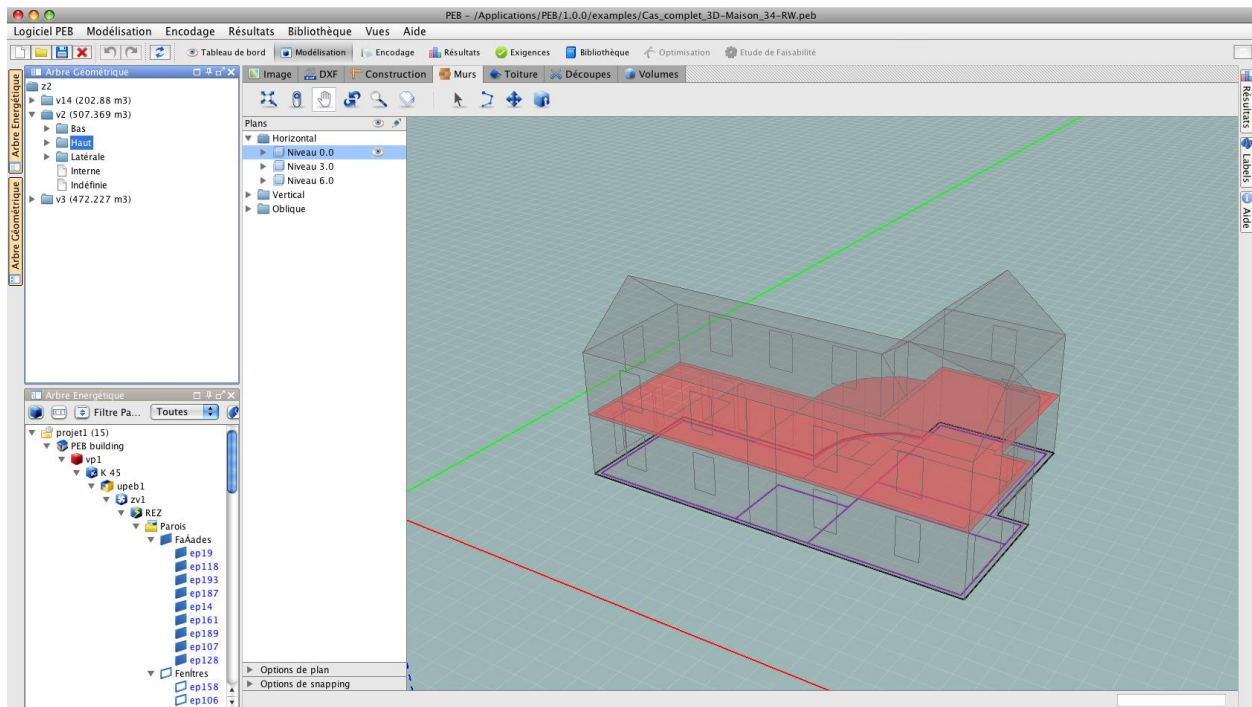 PEB – /Applications/PEB/1.0.0/examples/Cas_complet_3D-Maison_34-RW.peb
Logiciel PEB Modélisation Encodage Résultats Bibliothèque Vues Aide
Tableau de bord Modélisation Encodage Résultats Exigences Bibliothèque Optimisation Etude de Faisabilité
Arbre Géométrique
Image DXF Construction Murs Toiture Découpes Volumes
Arbre Energétique
Arbre Géométrique
z2
v14 (202.88 m3)
v2 (507.369 m3)
Bas
Haut
Latérale
Interne
Indéfinie
v3 (472.227 m3)
Plans
Horizontal
Niveau 0.0
Niveau 3.0
Niveau 6.0
Vertical
Oblique
Résultats
Labels
Aide
Arbre Energétique
Filtre Pa... Toutes
projet1 (15)
PEB building
vp1
K 45
upeb1
zv1
REZ
Parois
FaÁades
ep19
ep118
ep193
ep187
ep14
ep161
ep189
ep107
ep128
Fenítres
ep158
ep106
Options de plan
Options de snapping